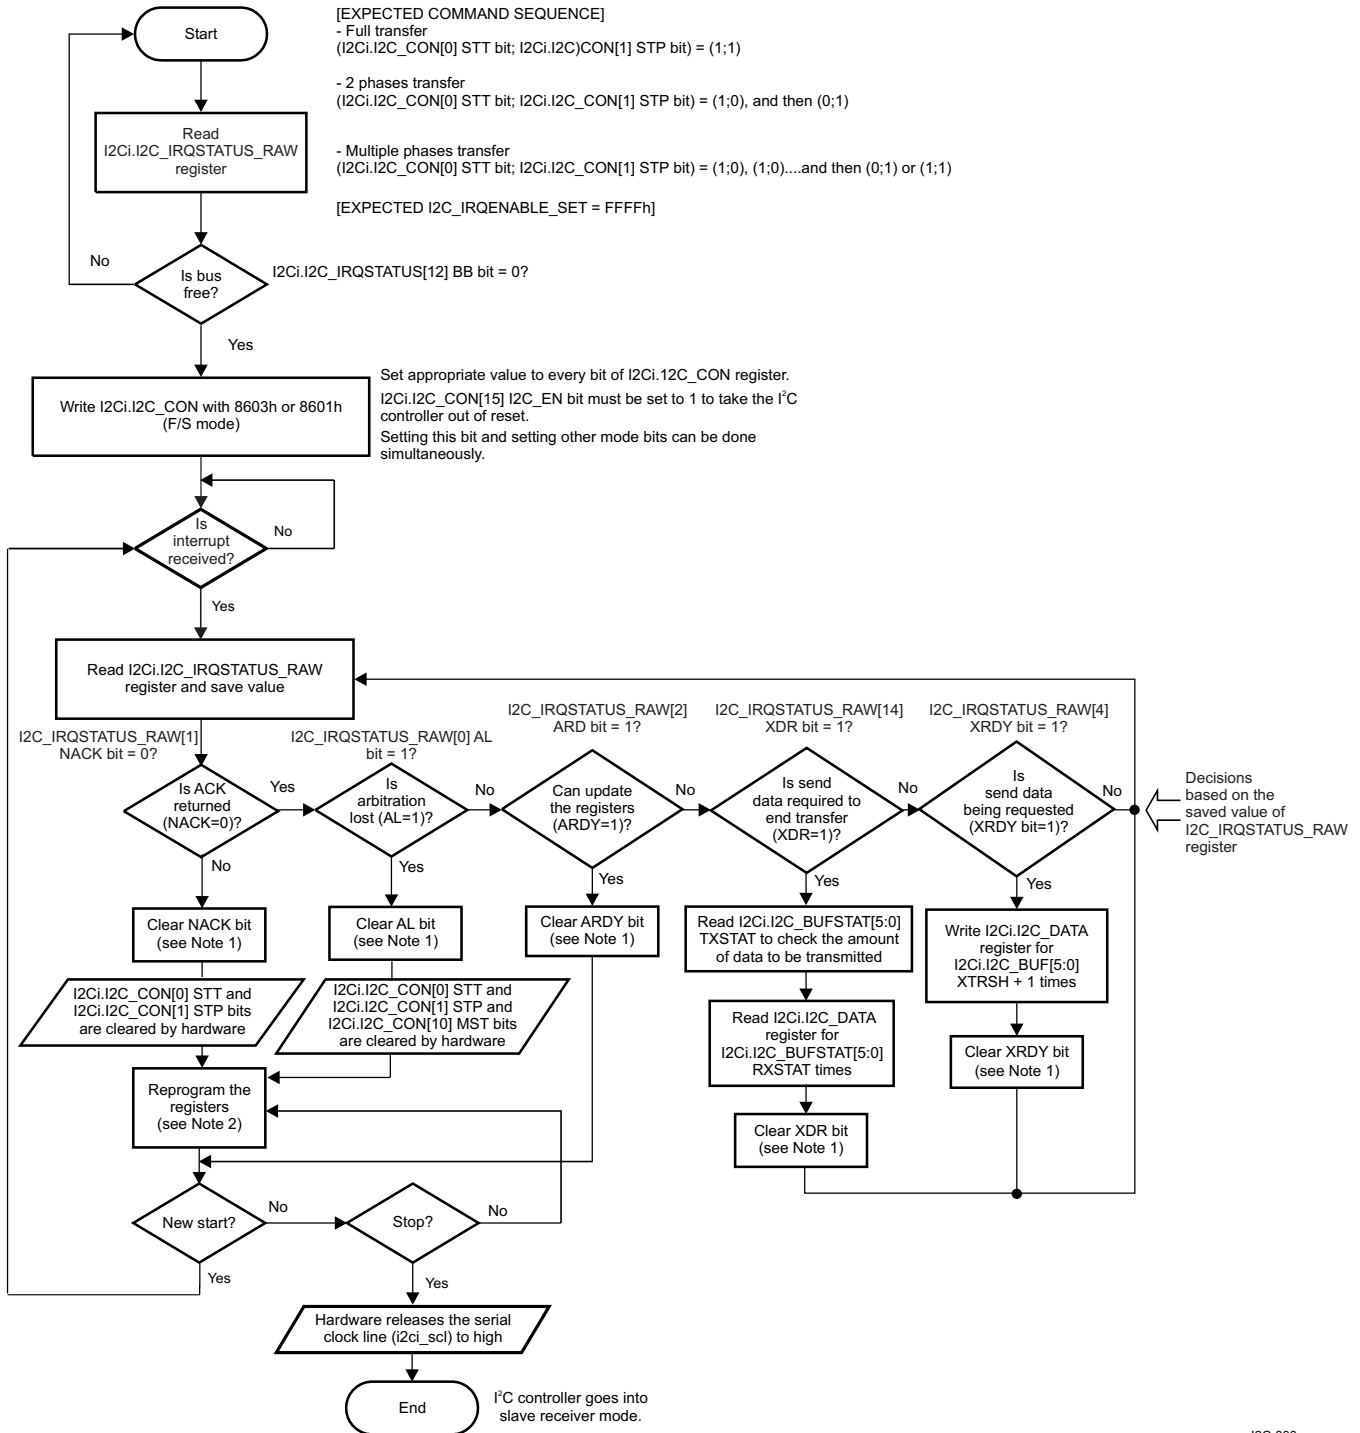 Start
[EXPECTED COMMAND SEQUENCE]
- Full transfer
(I2Ci.I2C_CON[0] STT bit; I2Ci.I2C)CON[1] STP bit) = (1;1)
- 2 phases transfer
(I2Ci.I2C_CON[0] STT bit; I2Ci.I2C_CON[1] STP bit) = (1;0), and then (0;1)
- Multiple phases transfer
(I2Ci.I2C_CON[0] STT bit; I2Ci.I2C_CON[1] STP bit) = (1;0), (1;0)....and then (0;1) or (1;1)
[EXPECTED I2C_IRQENABLE_SET = FFFFh]
Read
I2Ci.I2C_IRQSTATUS_RAW
register
No
Is bus
free?
I2Ci.I2C_IRQSTATUS[12] BB bit = 0?
Yes
Write I2Ci.I2C_CON with 8603h or 8601h
(F/S mode)
Set appropriate value to every bit of I2Ci.12C_CON register.
I2Ci.I2C_CON[15] I2C_EN bit must be set to 1 to take the I²C
controller out of reset.
Setting this bit and setting other mode bits can be done
simultaneously.
Is
interrupt
received?
No
Yes
Read I2Ci.I2C_IRQSTATUS_RAW
register and save value
I2C_IRQSTATUS_RAW[1]
NACK bit = 0?
I2C_IRQSTATUS_RAW[0] AL
bit = 1?
I2C_IRQSTATUS_RAW[2]
ARD bit = 1?
I2C_IRQSTATUS_RAW[14]
XDR bit = 1?
I2C_IRQSTATUS_RAW[4]
XRDY bit = 1?
Is ACK
returned
(NACK=0)?
Yes
Is
arbitration
lost (AL=1)?
No
Can update
the registers
(ARDY=1)?
No
Is send
data required to
end transfer
(XDR=1)?
No
Is
send data
being requested
(XRDY bit=1)?
No
Decisions
based on the
saved value of
I2C_IRQSTATUS_RAW
register
No
Yes
Yes
Yes
Yes
Clear NACK bit
(see Note 1)
Clear AL bit
(see Note 1)
Clear ARDY bit
(see Note 1)
Read I2Ci.I2C_BUFSTAT[5:0]
TXSTAT to check the amount
of data to be transmitted
Write I2Ci.I2C_DATA
register for
I2Ci.I2C_BUF[5:0]
XTRSH + 1 times
I2Ci.I2C_CON[0] STT and
I2Ci.I2C_CON[1] STP bits
are cleared by hardware
I2Ci.I2C_CON[0] STT and
I2Ci.I2C_CON[1] STP and
I2Ci.I2C_CON[10] MST bits
are cleared by hardware
Read I2Ci.I2C_DATA
register for
I2Ci.I2C_BUFSTAT[5:0]
RXSTAT times
Clear XRDY bit
(see Note 1)
Reprogram the
registers
(see Note 2)
Clear XDR bit
(see Note 1)
New start?
No
Stop?
No
Yes
Yes
Hardware releases the serial
clock line (i2ci_scl) to high
End
I²C controller goes into
slave receiver mode.